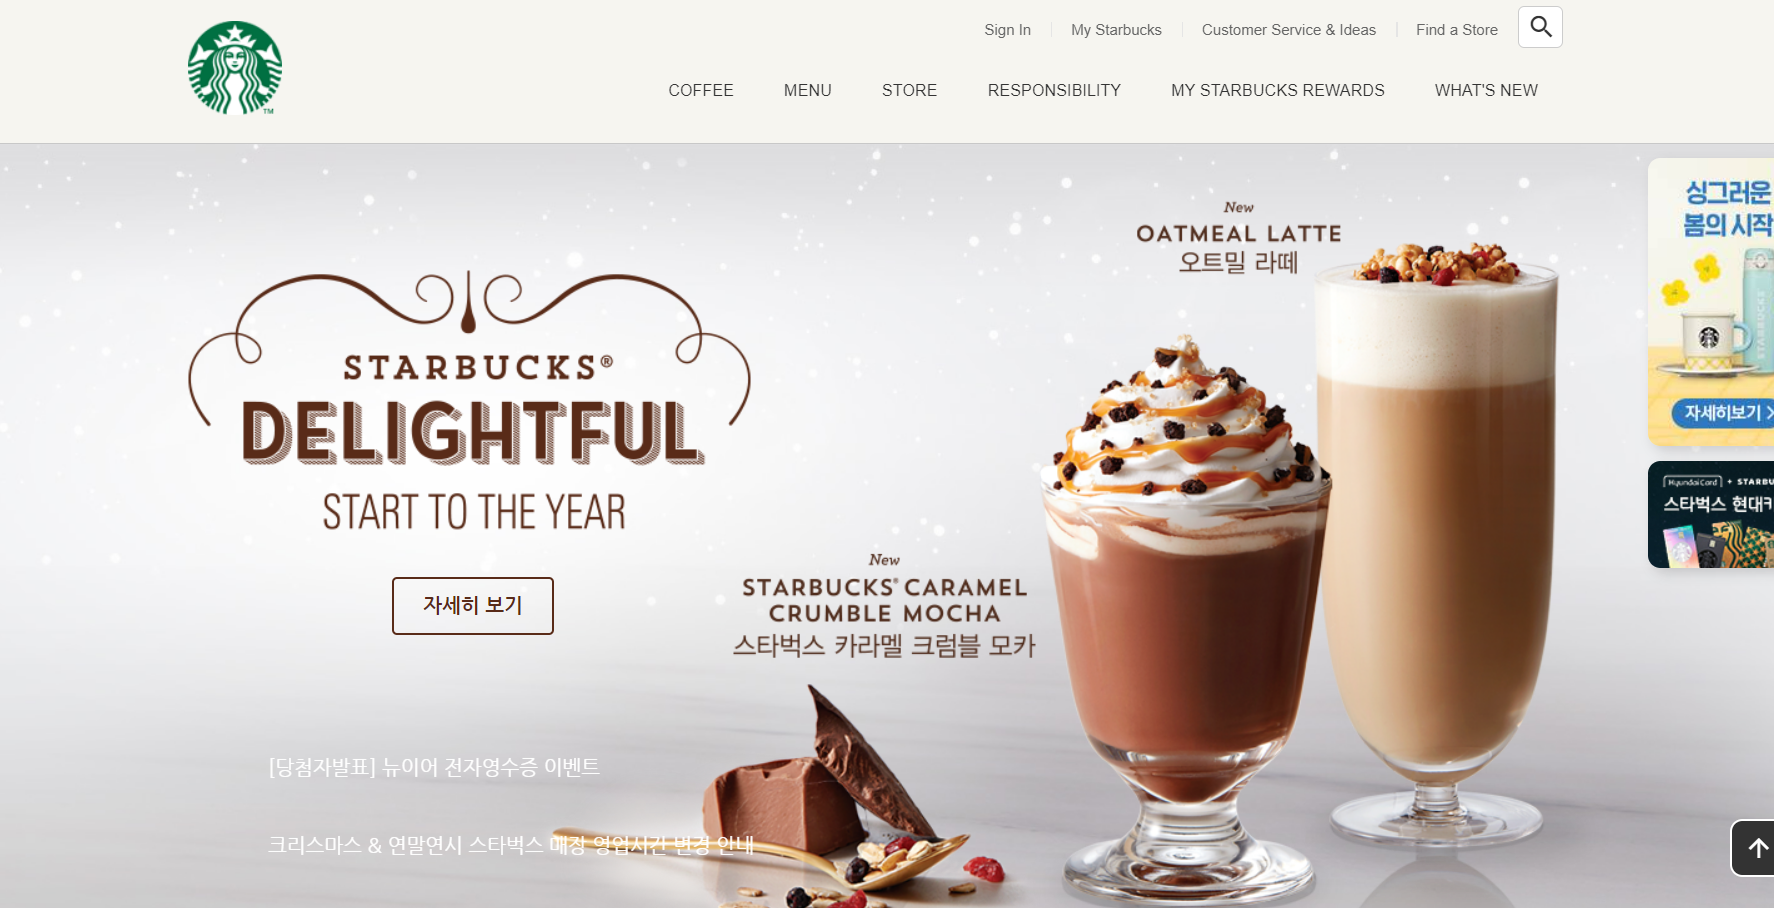 Sign In
My Starbucks
Customer Service & Ideas
Find a Store
COFFEE
MENU
STORE
RESPONSIBILITY
MY STARBUCKS REWARDS
WHAT'S NEW
TM
STARBUCKS®
DELIGHTFUL
START TO THE YEAR
자세히 보기
New
OATMEAL LATTE
오트밀 라떼
New
STARBUCKS® CARAMEL
CRUMBLE MOCHA
스타벅스 카라멜 크럼블 모카
[당첨자발표] 뉴이어 전자영수증 이벤트
크리스마스 & 연말연시 스타벅스 매장 영업시간 변경 안내
싱그러운
봄의 시작
STARBUCKS
자세히보기
HyundaiCard + STARBU
스타벅스 현대카